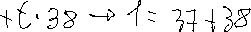 +t · 38 → 1 = 37 + 38